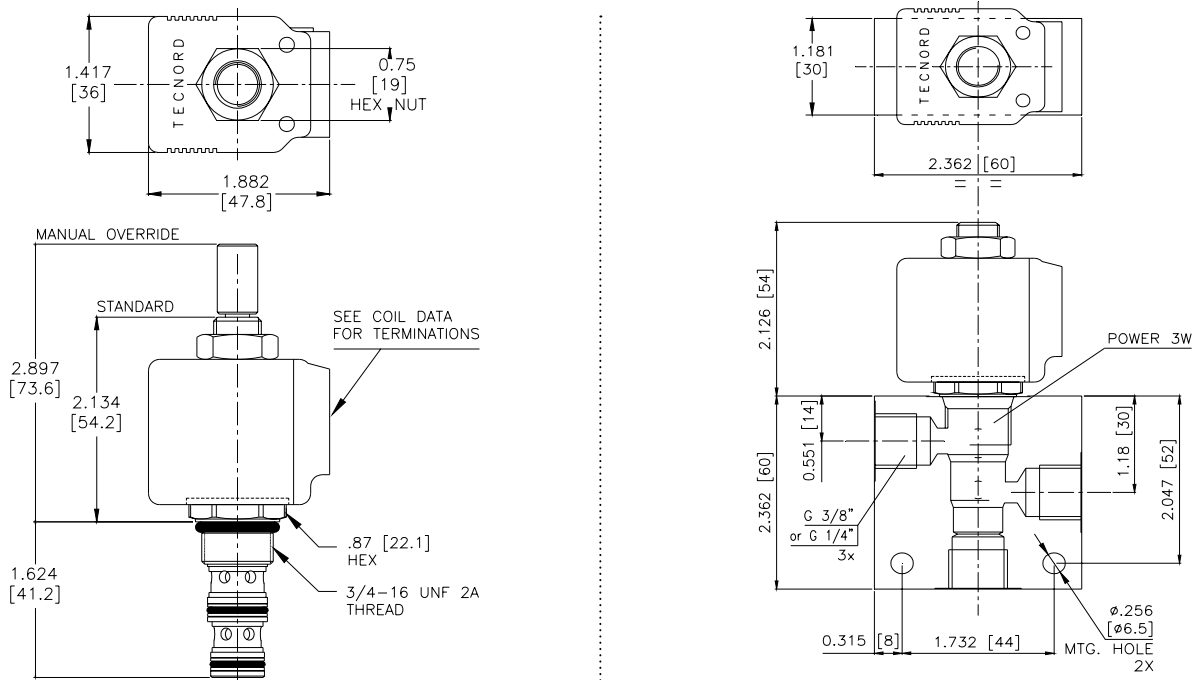 1.417
[36]
TECNORD
0.75
[19]
HEX NUT
1.882
[47.8]
MANUAL OVERRIDE
STANDARD
SEE COIL DATA
FOR TERMINATIONS
2.897
[73.6]
2.134
[54.2]
.87 [22.1]
HEX
1.624
[41.2]
3/4-16 UNF 2A
THREAD
1.181
[30]
TECNORD
2.362 [60]
= =
2.126 [54]
POWER 3W
0.551 [14]
1.18 [30]
2.047 [52]
2.362 [60]
G 3/8"
or G 1/4"
3x
0.315 [8]
1.732 [44]
ø.256
[ø6.5]
MTG. HOLE
2X